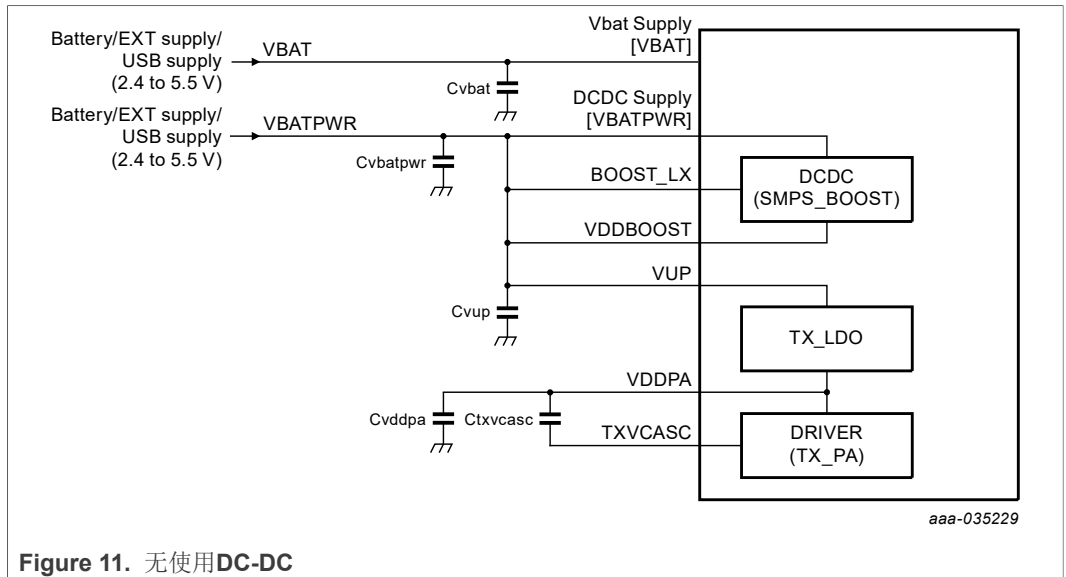 Battery/EXT supply/
USB supply
(2.4 to 5.5 V)
VBAT
Vbat Supply
[VBAT]
Cvbat
Battery/EXT supply/
USB supply
(2.4 to 5.5 V)
VBATPWR
DCDC Supply
[VBATPWR]
Cvbatpwr
BOOST_LX
DCDC
(SMPS_BOOST)
VDDBOOST
VUP
Cvup
TX_LDO
VDDPA
Cvddpa
Ctxvcasc
TXVCASC
DRIVER
(TX_PA)
aaa-035229
Figure 11. 无使用DC-DC